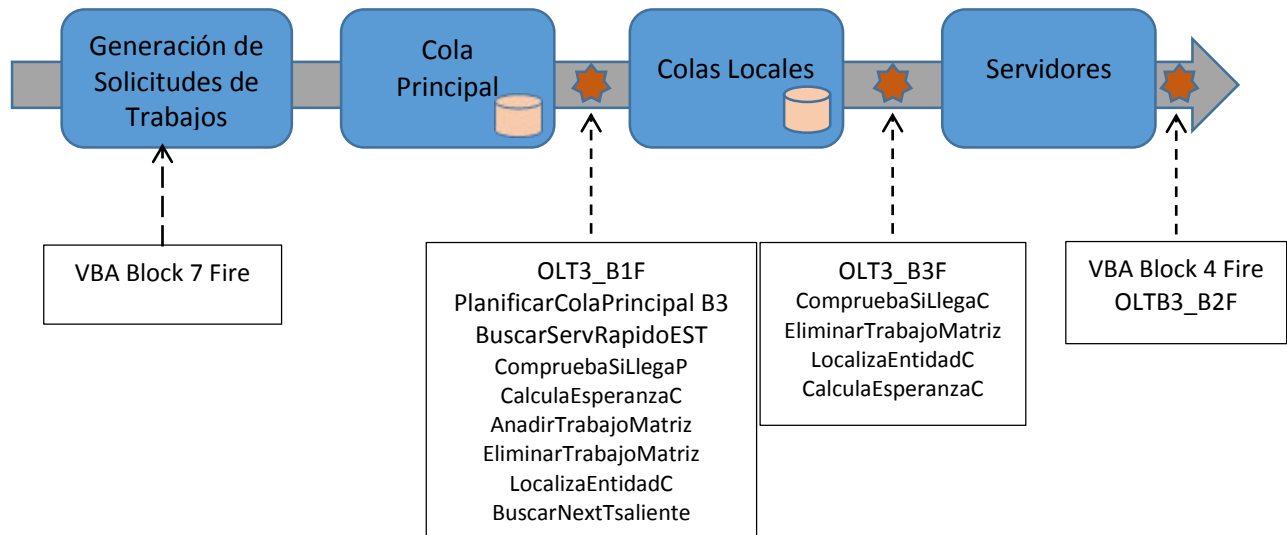 Generación de
Solicitudes de
Trabajos
Cola
Principal
Colas Locales
Servidores
VBA Block 7 Fire
OLT3_B1F
PlanificarColaPrincipal B3
BuscarServRapidoEST
CompruebaSiLlegaP
CalculaEsperanzaC
AnadirTrabajoMatriz
EliminarTrabajoMatriz
LocalizaEntidadC
BuscarNextTsaliente
OLT3_B3F
CompruebaSiLlegaC
EliminarTrabajoMatriz
LocalizaEntidadC
CalculaEsperanzaC
VBA Block 4 Fire
OLTB3_B2F